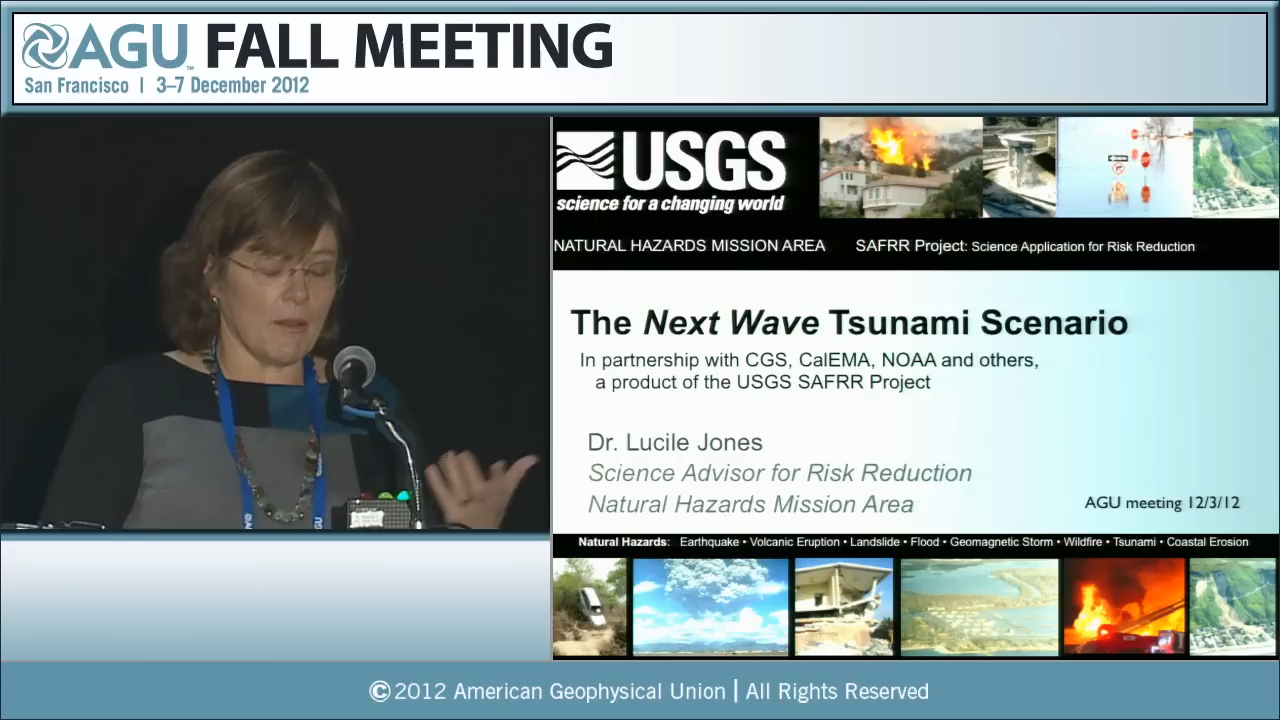 AGU FALL MEETING
San Francisco | 3–7 December 2012
USGS
science for a changing world
NATURAL HAZARDS MISSION AREA SAFRR Project: Science Application for Risk Reduction
The Next Wave Tsunami Scenario
In partnership with CGS, CalEMA, NOAA and others,
a product of the USGS SAFRR Project
Dr. Lucile Jones
Science Advisor for Risk Reduction
Natural Hazards Mission Area
AGU meeting 12/3/12
Natural Hazards: Earthquake • Volcanic Eruption • Landslide • Flood • Geomagnetic Storm • Wildfire • Tsunami • Coastal Erosion
© 2012 American Geophysical Union | All Rights Reserved